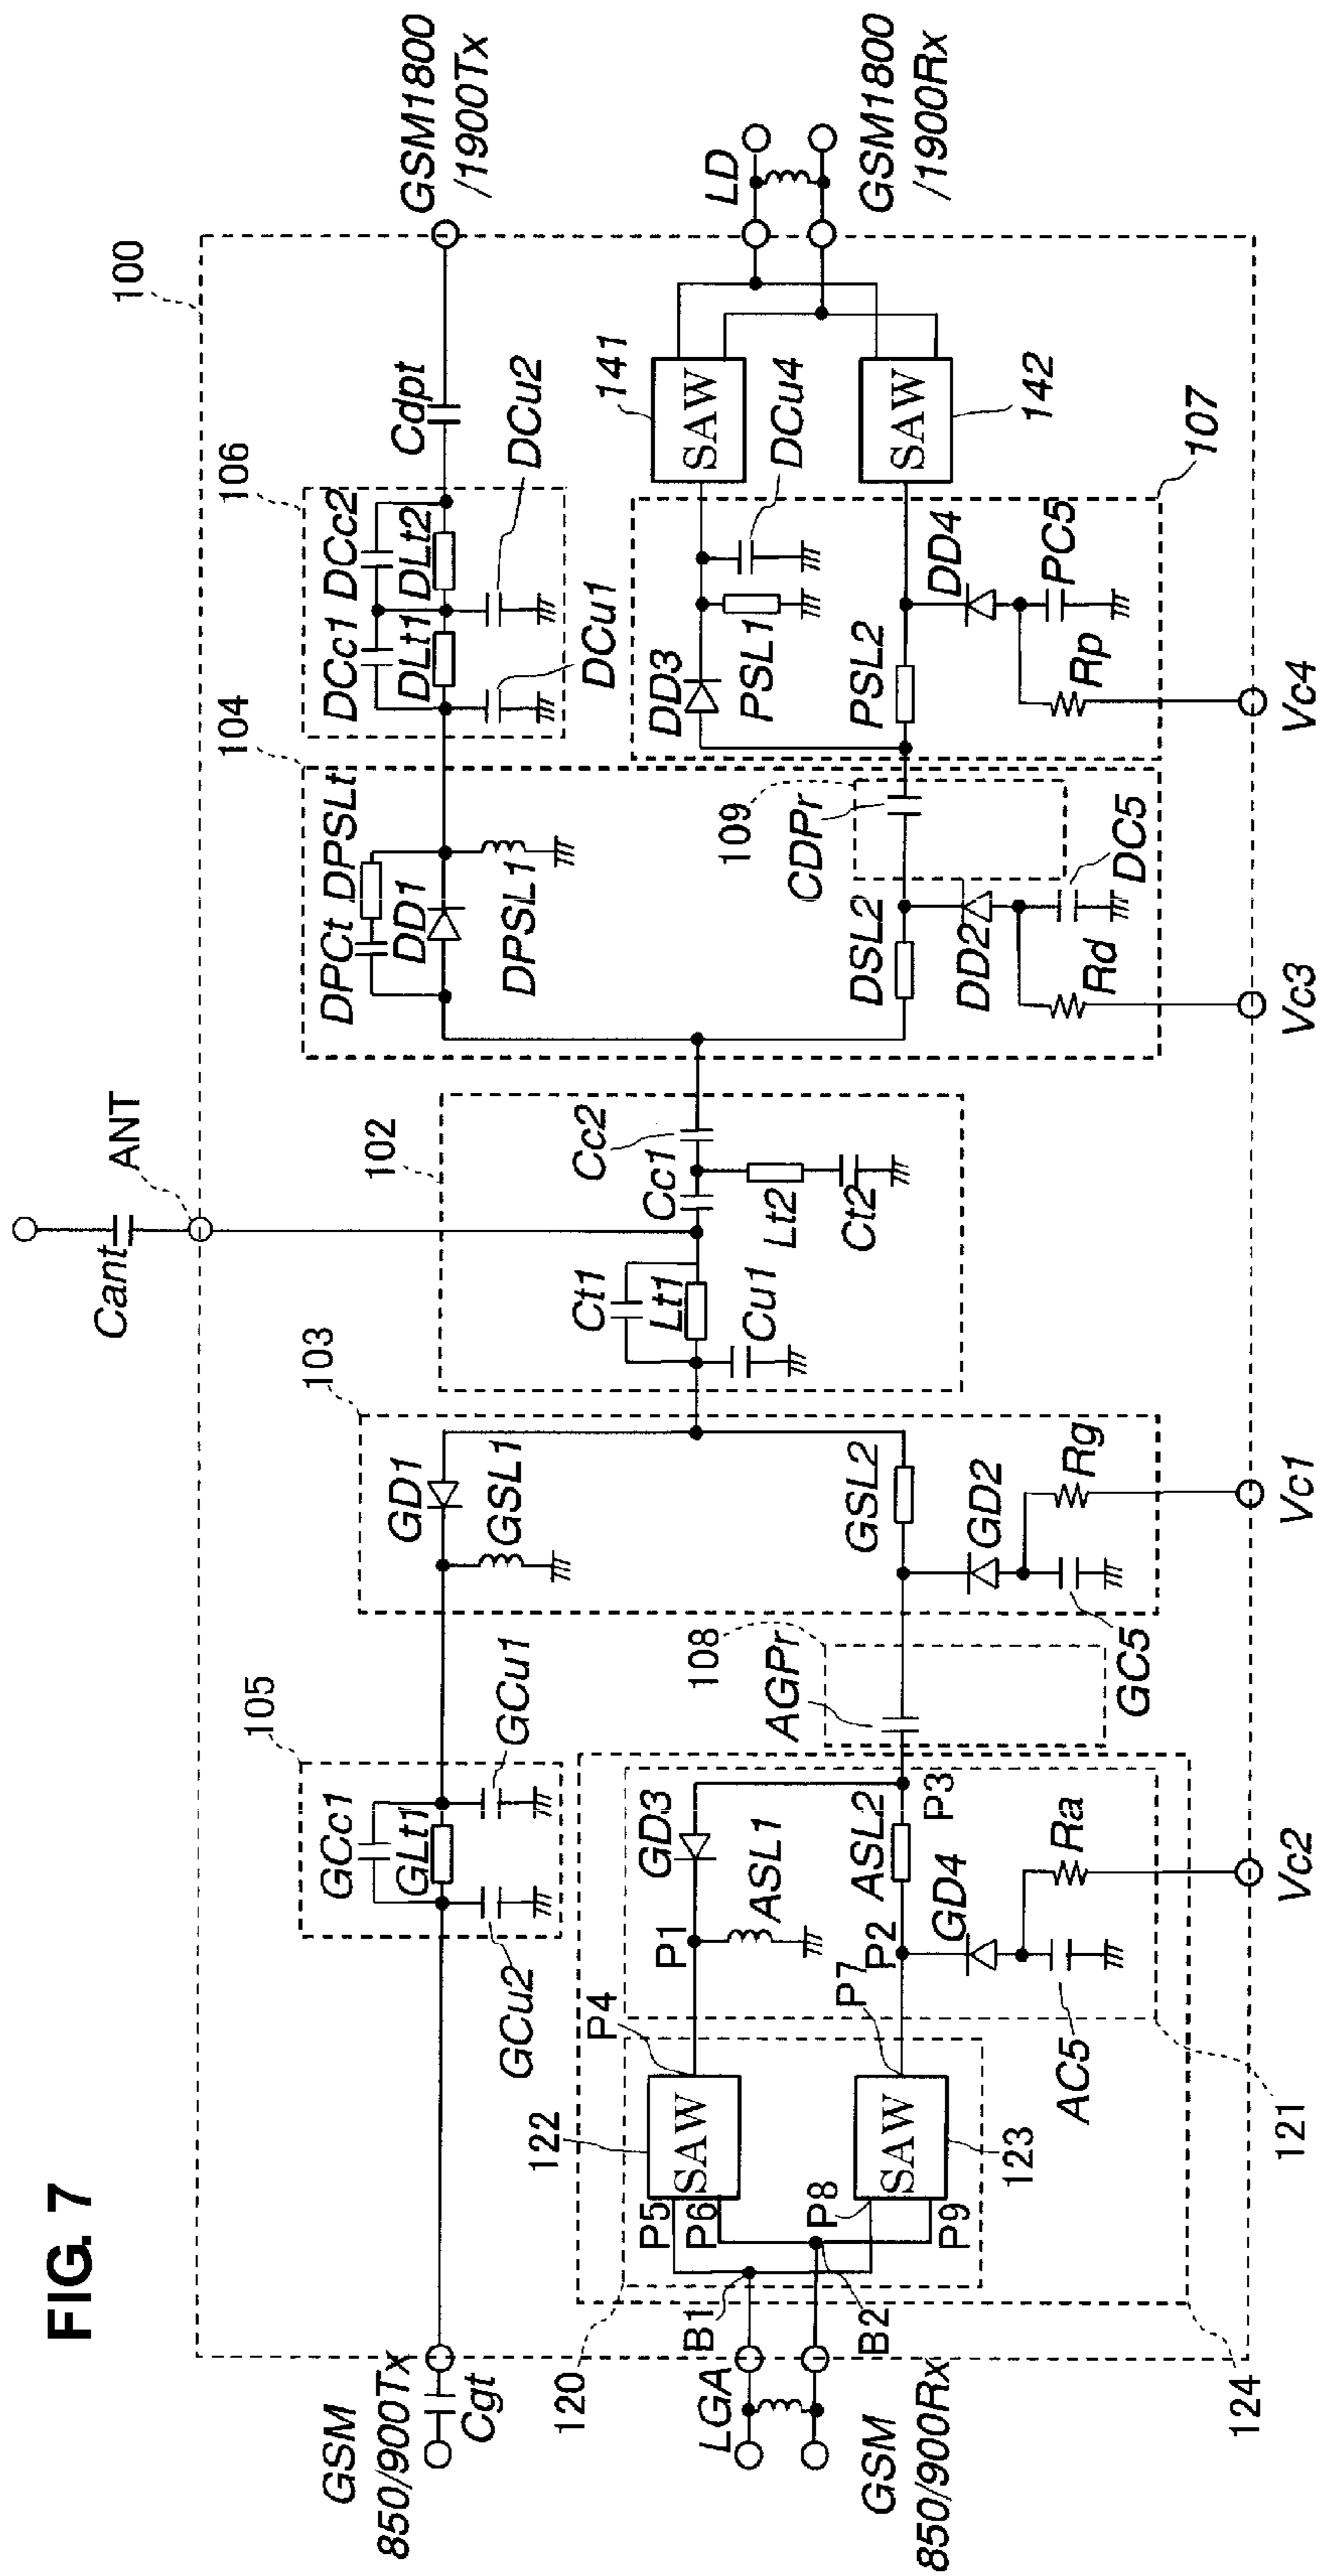 FIG. 7
100
ANT
Cant
102
103
104
105
106
107
108
109
120
121
122
123
124
141
142
GSM
850/900Tx
Cgt
GCc1
GLt1
GCu1
GCu2
GD1
GSL1
GSL2
GD2
Rg
GC5
Vc1
AGPr
GD3
ASL1
ASL2
GD4
Ra
AC5
Vc2
P1
P2
P3
P4
P5
P6
P7
P8
P9
SAW
SAW
B1
B2
LGA
GSM
850/900Rx
Ct1
Lt1
Cu1
Cc1
Cc2
Lt2
Ct2
DPCt
DPSLt
DD1
DPSL1
DSL2
DD2
Rd
DC5
CDPr
Vc3
DCc1
DCc2
DLt1
DLt2
DCu1
DCu2
Cdpt
GSM1800
/1900Tx
DD3
PSL1
DCu4
PSL2
DD4
PC5
Rp
Vc4
SAW
SAW
LD
GSM1800
/1900Rx